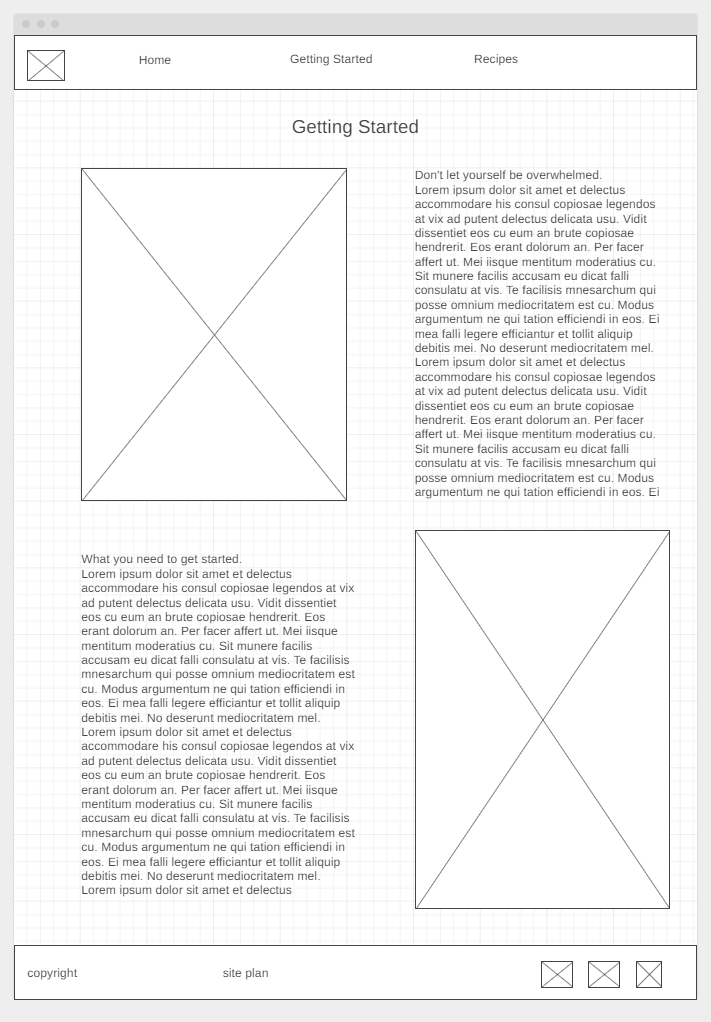 Home
Getting Started
Recipes
Getting Started
Don't let yourself be overwhelmed.
Lorem ipsum dolor sit amet et delectus
accommodare his consul copiosae legendos
at vix ad putent delectus delicata usu. Vidit
dissentiet eos cu eum an brute copiosae
hendrerit. Eos erant dolorum an. Per facer
affert ut. Mei iisque mentitum moderatius cu.
Sit munere facilis accusam eu dicat falli
consulatu at vis. Te facilisis mnesarchum qui
posse omnium mediocritatem est cu. Modus
argumentum ne qui tation efficiendi in eos. Ei
mea falli legere efficiantur et tollit aliquip
debitis mei. No deserunt mediocritatem mel.
Lorem ipsum dolor sit amet et delectus
accommodare his consul copiosae legendos
at vix ad putent delectus delicata usu. Vidit
dissentiet eos cu eum an brute copiosae
hendrerit. Eos erant dolorum an. Per facer
affert ut. Mei iisque mentitum moderatius cu.
Sit munere facilis accusam eu dicat falli
consulatu at vis. Te facilisis mnesarchum qui
posse omnium mediocritatem est cu. Modus
argumentum ne qui tation efficiendi in eos. Ei
What you need to get started.
Lorem ipsum dolor sit amet et delectus
accommodare his consul copiosae legendos at vix
ad putent delectus delicata usu. Vidit dissentiet
eos cu eum an brute copiosae hendrerit. Eos
erant dolorum an. Per facer affert ut. Mei iisque
mentitum moderatius cu. Sit munere facilis
accusam eu dicat falli consulatu at vis. Te facilisis
mnesarchum qui posse omnium mediocritatem est
cu. Modus argumentum ne qui tation efficiendi in
eos. Ei mea falli legere efficiantur et tollit aliquip
debitis mei. No deserunt mediocritatem mel.
Lorem ipsum dolor sit amet et delectus
accommodare his consul copiosae legendos at vix
ad putent delectus delicata usu. Vidit dissentiet
eos cu eum an brute copiosae hendrerit. Eos
erant dolorum an. Per facer affert ut. Mei iisque
mentitum moderatius cu. Sit munere facilis
accusam eu dicat falli consulatu at vis. Te facilisis
mnesarchum qui posse omnium mediocritatem est
cu. Modus argumentum ne qui tation efficiendi in
eos. Ei mea falli legere efficiantur et tollit aliquip
debitis mei. No deserunt mediocritatem mel.
Lorem ipsum dolor sit amet et delectus
copyright
site plan